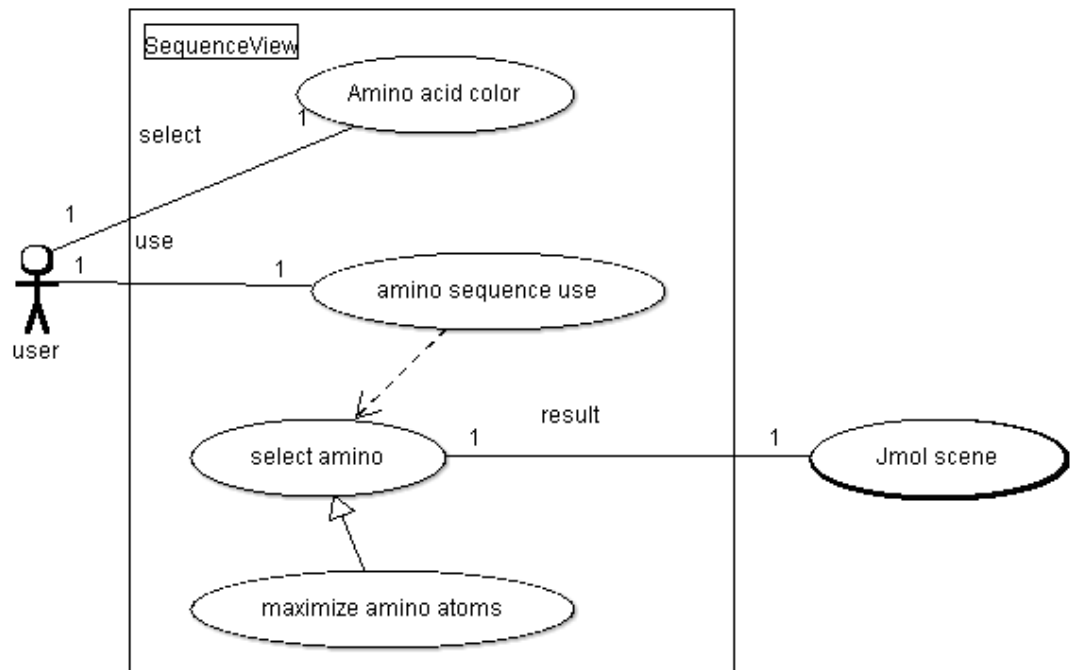 SequenceView
Amino acid color
1
select
1
use
1
1
amino sequence use
user
result
select amino
1
1
Jmol scene
maximize amino atoms